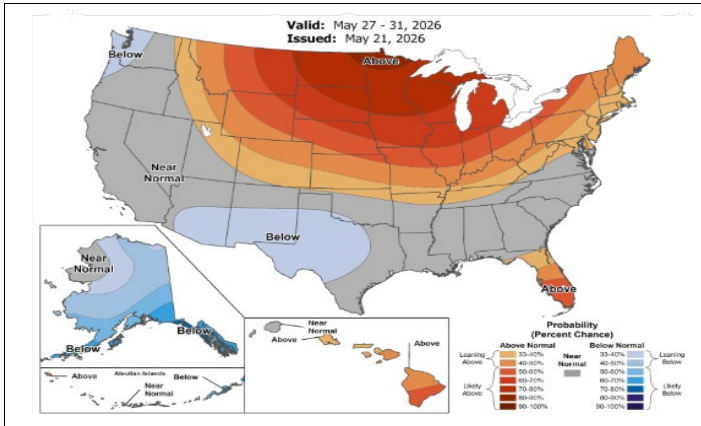 Valid: May 27 - 31, 2026
Issued: May 21, 2026
Below
Above
Near
Normal
Below
Above
Near
Normal
Below
Below
Aleutian Islands
Above
Near
Normal
Below
Near
Normal
Above
Above
Probability
(Percent Chance)
Above Normal
Below Normal
Leaning
Above
33-40%
40-50%
Likely
Above
50-60%
60-70%
70-80%
80-90%
90-100%
Near
Normal
33-40%
40-50%
Leaning
Below
50-60%
60-70%
70-80%
80-90%
90-100%
Likely
Below